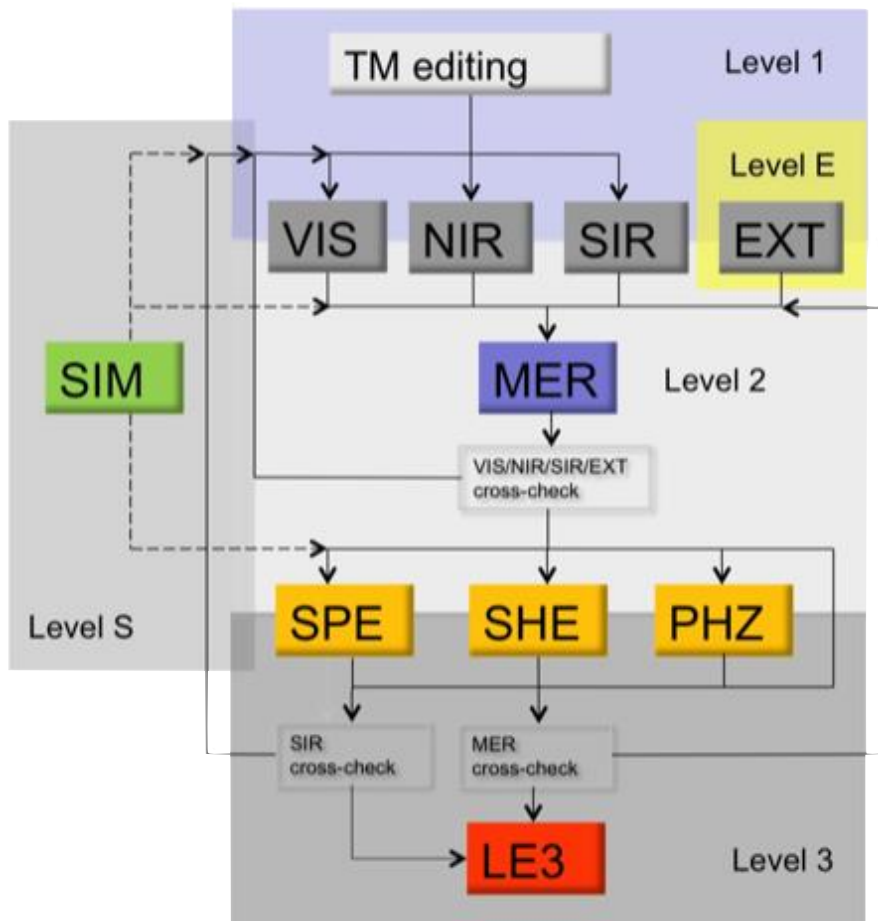 TM editing
Level 1
Level E
VIS
NIR
SIR
EXT
SIM
MER
Level 2
VIS/NIR/SIR/EXT
cross-check
SPE
SHE
PHZ
Level S
SIR
cross-check
MER
cross-check
LE3
Level 3